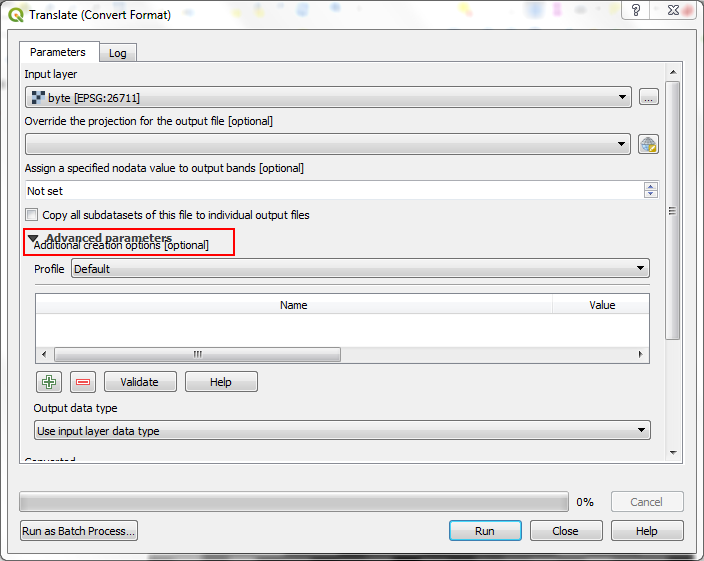 Translate (Convert Format)
Parameters
Log
Input layer
byte [EPSG:26711]
...
Override the projection for the output file [optional]
Assign a specified nodata value to output bands [optional]
Not set
Copy all subdatasets of this file to individual output files
Advanced parameters
Additional creation options [optional]
Profile Default
Name Value
Validate Help
Output data type
Use input layer data type
Converted
0% Cancel
Run as Batch Process... Run Close Help